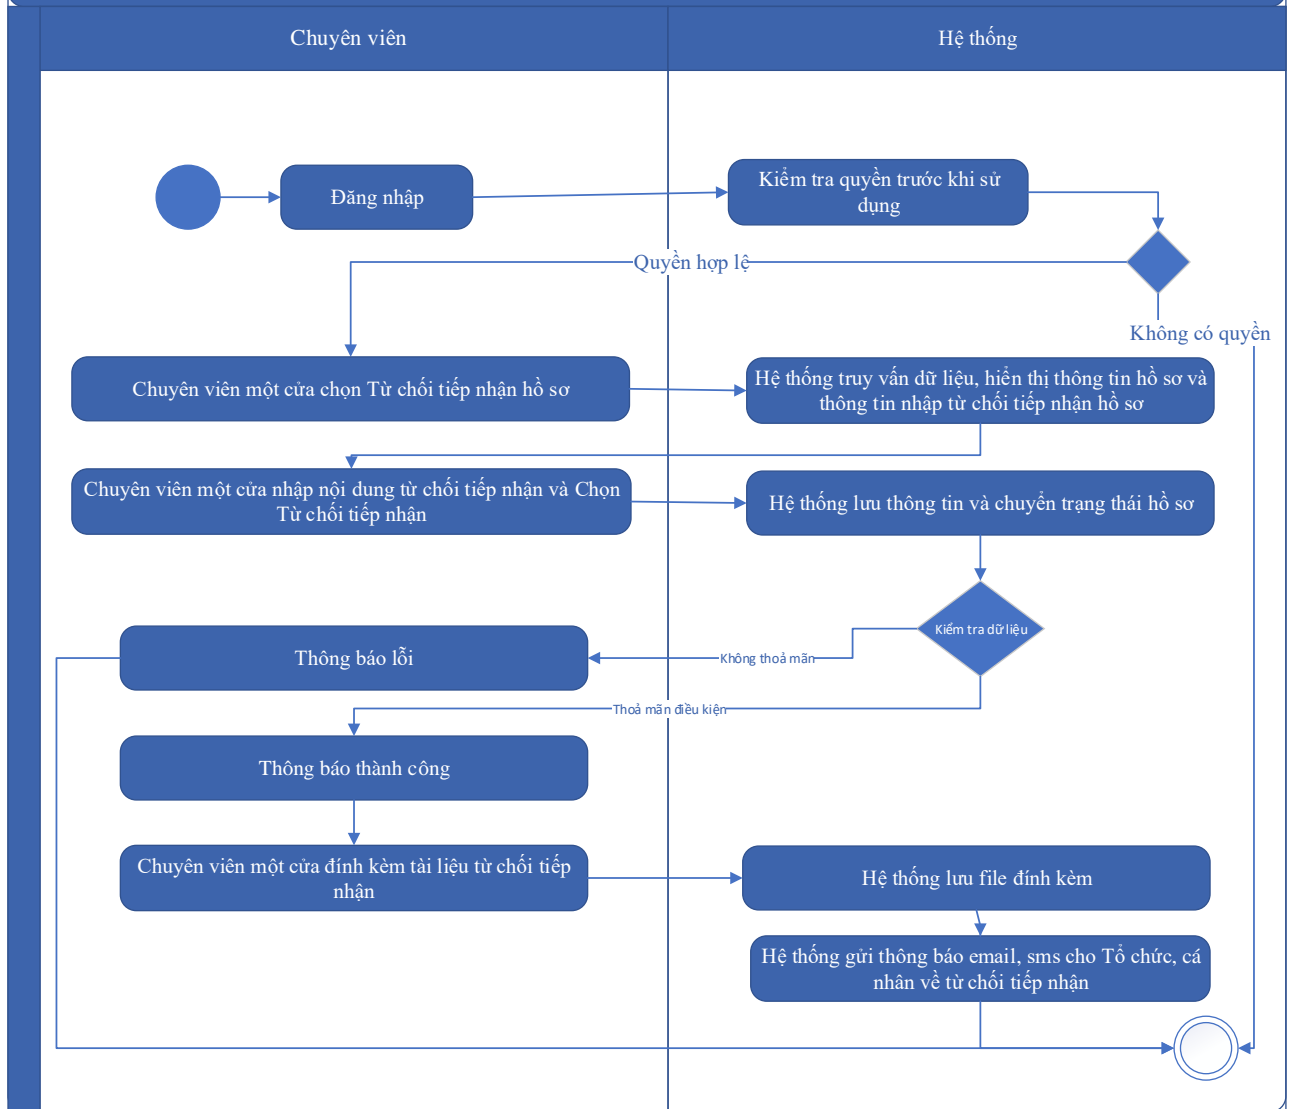 Chuyên viên
Hệ thống
Đăng nhập
Kiểm tra quyền trước khi sử
dụng
Quyền hợp lệ
Không có quyền
Chuyên viên một cửa chọn Từ chối tiếp nhận hồ sơ
Hệ thống truy vấn dữ liệu, hiển thị thông tin hồ sơ và
thông tin nhập từ chối tiếp nhận hồ sơ
Chuyên viên một cửa nhập nội dung từ chối tiếp nhận và Chọn
Từ chối tiếp nhận
Hệ thống lưu thông tin và chuyển trạng thái hồ sơ
Kiểm tra dữ liệu
Thông báo lỗi
Không thoả mãn
Thoả mãn điều kiện
Thông báo thành công
Chuyên viên một cửa đính kèm tài liệu từ chối tiếp
nhận
Hệ thống lưu file đính kèm
Hệ thống gửi thông báo email, sms cho Tổ chức, cá
nhân về từ chối tiếp nhận